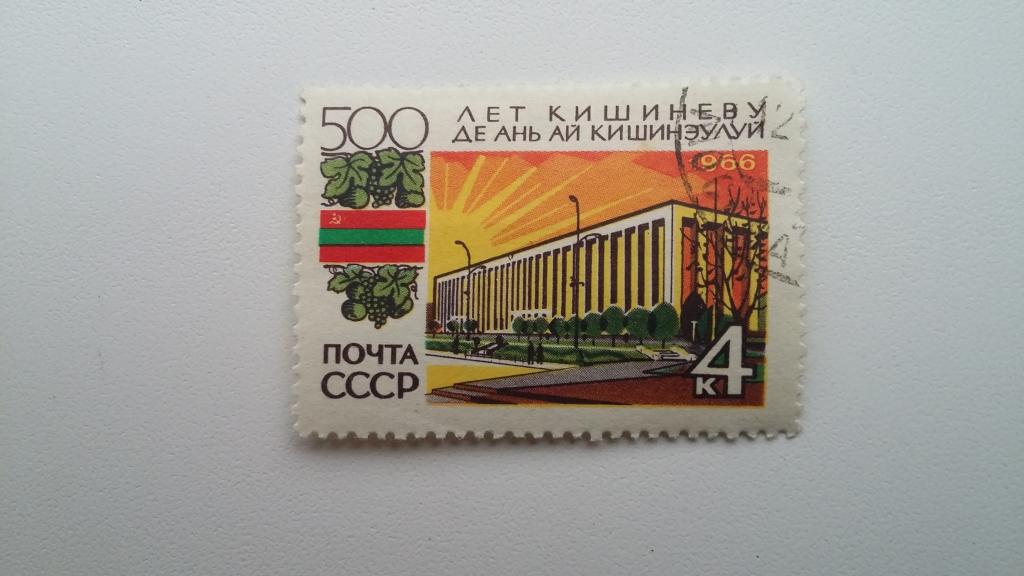 500 ЛЕТ КИШИНЕВУ
ДЕ АНЬ АЙ КИШИНЭУЛУЙ
1966
ПОЧТА
СССР
4 к